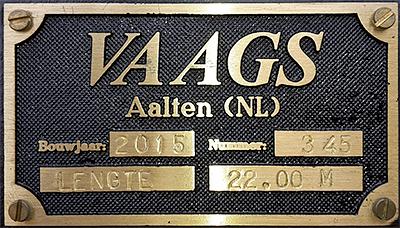 VAAGS
Aalten (NL)
Bouwjaar: 2015 Nummer: 345
LENGTE 22.00 M